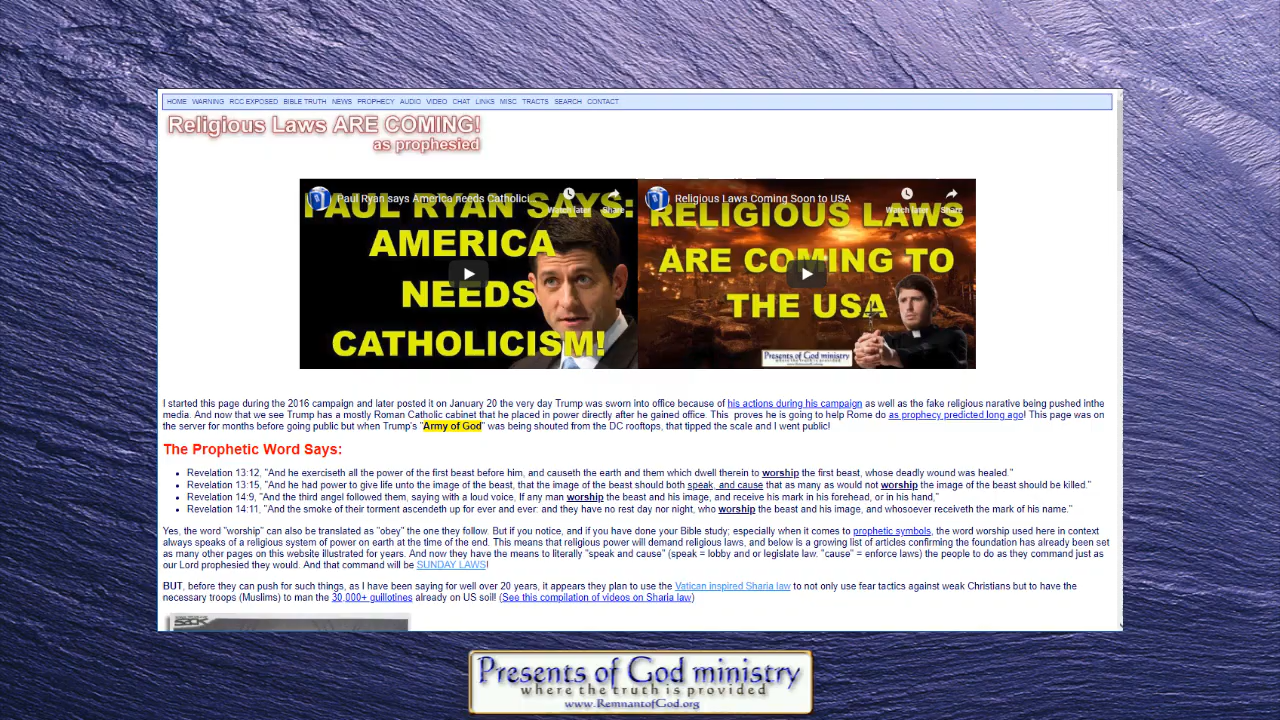 HOME WARNING RCC EXPOSED BIBLE TRUTH NEWS PROPHECY AUDIO VIDEO CHAT LINKS MISC TRACTS SEARCH CONTACT
Religious Laws ARE COMING!
as prophesied
Paul Ryan says America needs Catholici
Watch later
Share
PAUL RYAN SAYS:
AMERICA
NEEDS
CATHOLICISM!
Religious Laws Coming Soon to USA
Watch later
Share
RELIGIOUS LAWS
ARE COMING TO
THE USA
Presents of God ministry
I started this page during the 2016 campaign and later posted it on January 20 the very day Trump was sworn into office because of his actions during his campaign as well as the fake religious narative being pushed inthe
media. And now that we see Trump has a mostly Roman Catholic cabinet that he placed in power directly after he gained office. This proves he is going to help Rome do as prophecy predicted long ago! This page was on
the server for months before going public but when Trump's "Army of God" was being shouted from the DC rooftops, that tipped the scale and I went public!
The Prophetic Word Says:
• Revelation 13:12, "And he exerciseth all the power of the first beast before him, and causeth the earth and them which dwell therein to worship the first beast, whose deadly wound was healed."
• Revelation 13:15, "And he had power to give life unto the image of the beast, that the image of the beast should both speak, and cause that as many as would not worship the image of the beast should be killed."
• Revelation 14:9, "And the third angel followed them, saying with a loud voice, If any man worship the beast and his image, and receive his mark in his forehead, or in his hand,"
• Revelation 14:11, "And the smoke of their torment ascendeth up for ever and ever: and they have no rest day nor night, who worship the beast and his image, and whosoever receiveth the mark of his name."
Yes, the word "worship" can also be translated as "obey" the one they follow. But if you notice, and if you have done your Bible study; especially when it comes to prophetic symbols, the word worship used here in context
always speaks of a religious system of power on earth at the time of the end. This means that religious power will demand religious laws, and below is a growing list of articles confirming the foundation has already been set
as many other pages on this website illustrated for years. And now they have the means to literally "speak and cause" (speak = lobby and or legislate law. "cause" = enforce laws) the people to do as they command just as
our Lord prophesied they would. And that command will be SUNDAY LAWS!
BUT, before they can push for such things, as I have been saying for well over 20 years, it appears they plan to use the Vatican inspired Sharia law to not only use fear tactics against weak Christians but to have the
necessary troops (Muslims) to man the 30,000+ guillotines already on US soil! (See this compilation of videos on Sharia law)
Presents of God ministry
where the truth is provided
www.RemnantofGod.org